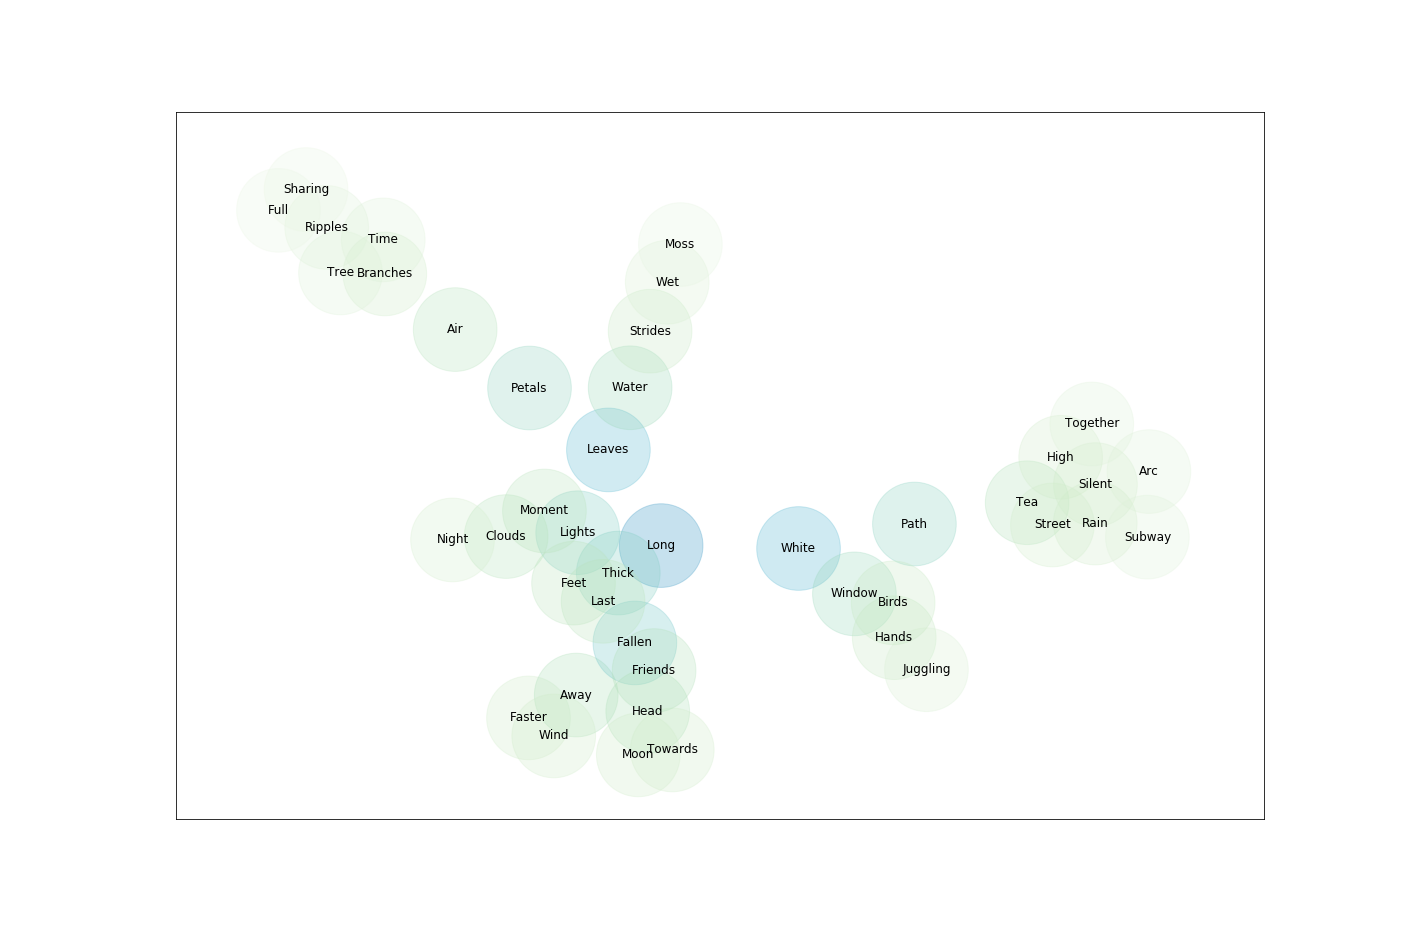 Sharing
Full
Ripples
Time
Tree
Branches
Moss
Wet
Air
Strides
Petals
Water
Leaves
Together
High
Arc
Silent
Tea
Street
Rain
Subway
Moment
Lights
Clouds
Night
Long
White
Path
Thick
Feet
Last
Window
Birds
Hands
Juggling
Fallen
Friends
Away
Head
Faster
Wind
Moon
Towards